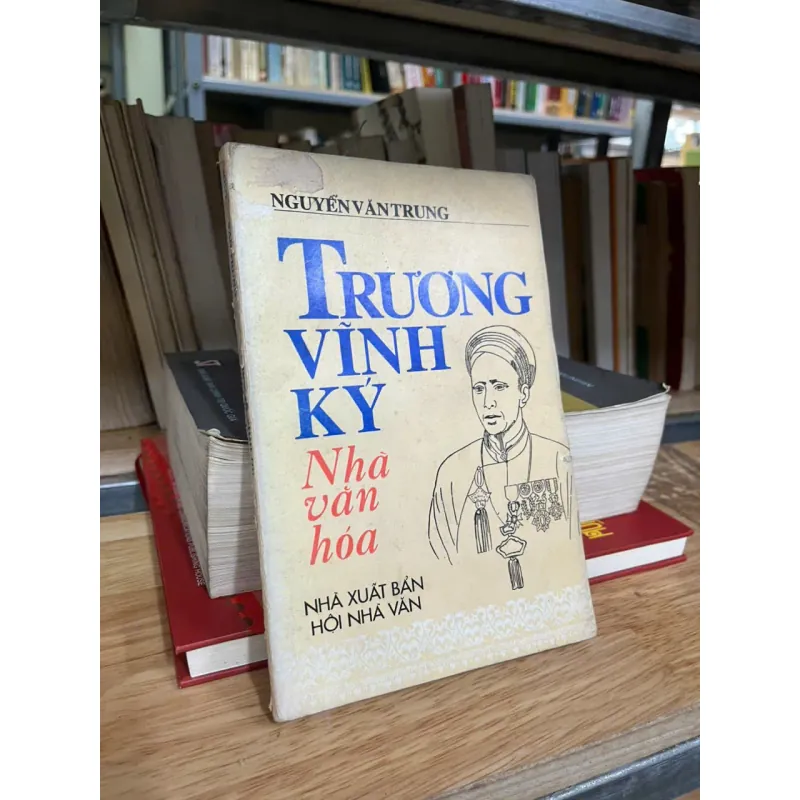 NGUYỄN VĂN TRUNG
TRƯƠNG
VĨNH
KÝ
Nhà
văn
hóa
NHÀ XUẤT BẢN
HỘI NHÀ VĂN